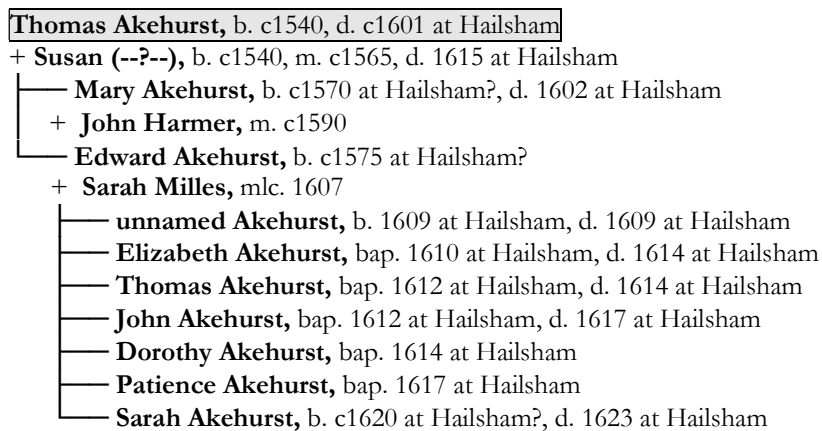 Thomas Akehurst, b. c1540, d. c1601 at Hailsham
+ Susan (--?--), b. c1540, m. c1565, d. 1615 at Hailsham
Mary Akehurst, b. c1570 at Hailsham?, d. 1602 at Hailsham
+ John Harmer, m. c1590
Edward Akehurst, b. c1575 at Hailsham?
+ Sarah Milles, mlc. 1607
unnamed Akehurst, b. 1609 at Hailsham, d. 1609 at Hailsham
Elizabeth Akehurst, bap. 1610 at Hailsham, d. 1614 at Hailsham
Thomas Akehurst, bap. 1612 at Hailsham, d. 1614 at Hailsham
John Akehurst, bap. 1612 at Hailsham, d. 1617 at Hailsham
Dorothy Akehurst, bap. 1614 at Hailsham
Patience Akehurst, bap. 1617 at Hailsham
Sarah Akehurst, b. c1620 at Hailsham?, d. 1623 at Hailsham